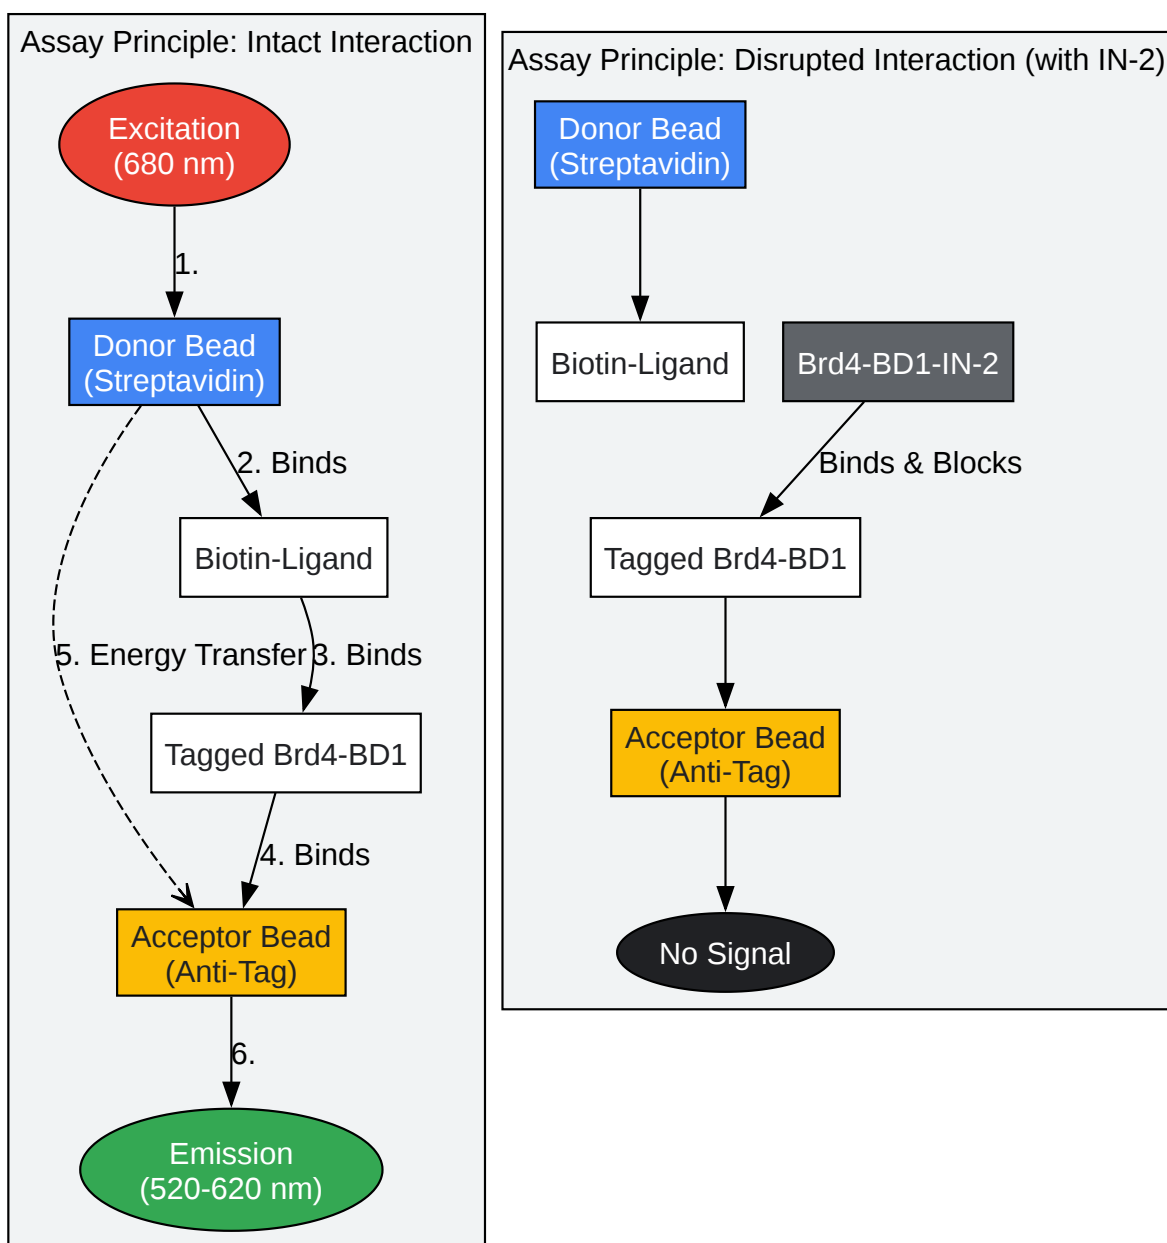 Assay Principle: Intact Interaction
Excitation
(680 nm)
1.
Donor Bead
(Streptavidin)
2. Binds
Biotin-Ligand
5. Energy Transfer
3. Binds
Tagged Brd4-BD1
4. Binds
Acceptor Bead
(Anti-Tag)
6.
Emission
(520-620 nm)
Assay Principle: Disrupted Interaction (with IN-2)
Donor Bead
(Streptavidin)
Biotin-Ligand
Brd4-BD1-IN-2
Binds & Blocks
Tagged Brd4-BD1
Acceptor Bead
(Anti-Tag)
No Signal